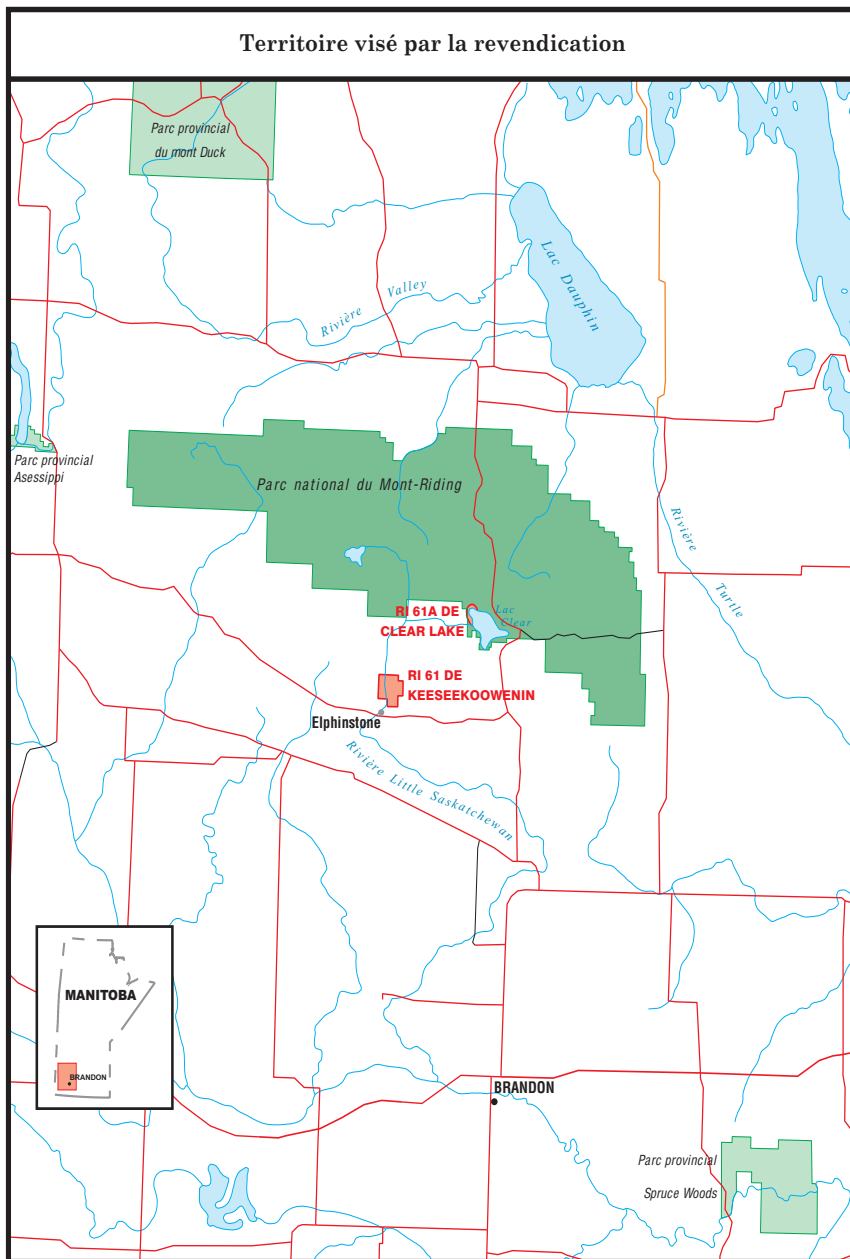 Territoire visé par la revendication
Parc provincial
du mont Duck
Lac Dauphin
Rivière Valley
Parc provincial
Asessippi
Parc national du Mont-Riding
Rivière Turtle
RI 61A DE
CLEAR LAKE
Lac
Clear
RI 61 DE
KEESEEKOOWENIN
Elphinstone
Rivière Little Saskatchewan
MANITOBA
BRANDON
BRANDON
Parc provincial
Spruce Woods